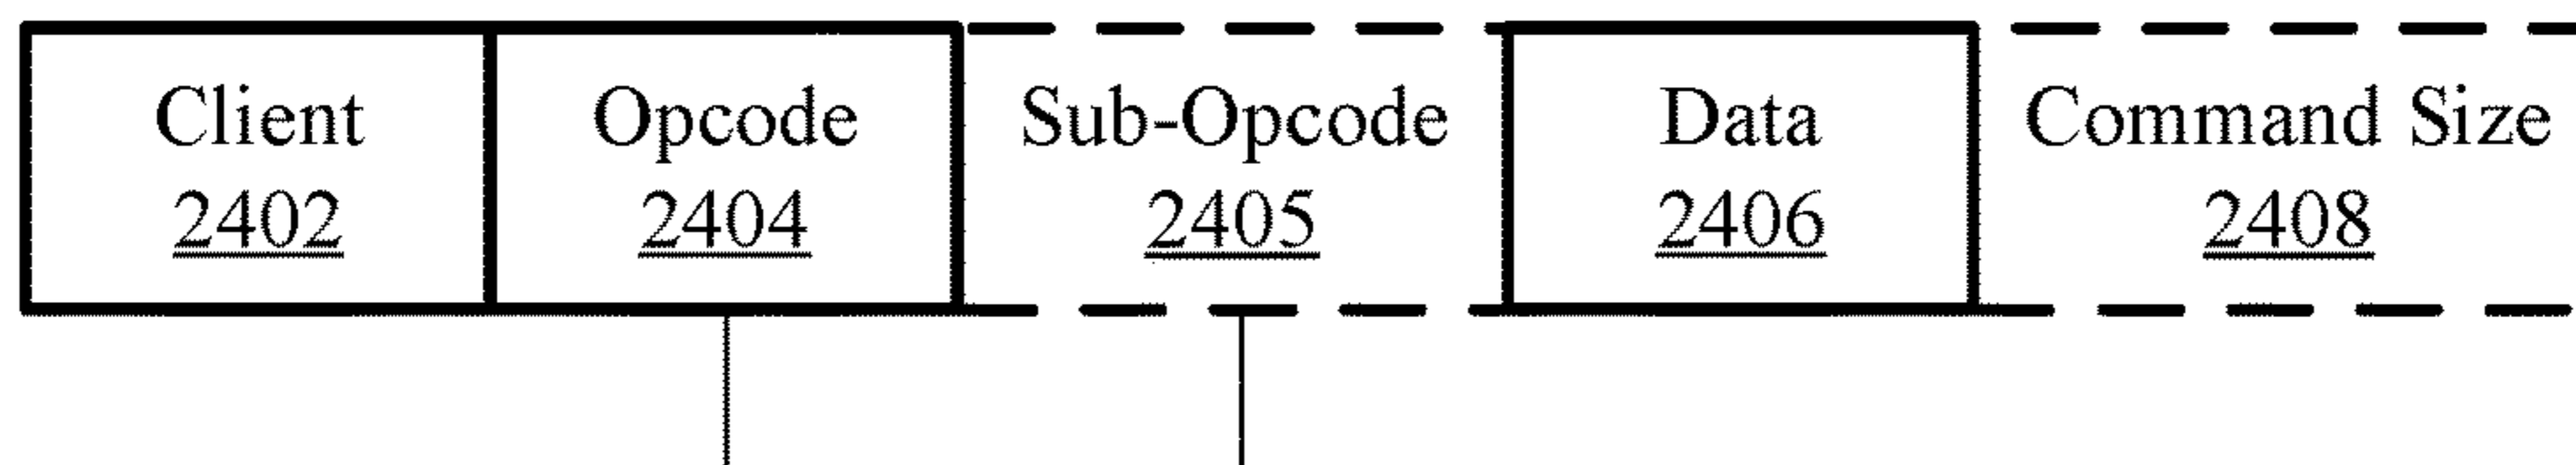 Client Opcode Sub-Opcode Data Command Size
2402 2404 2405 2406 2408